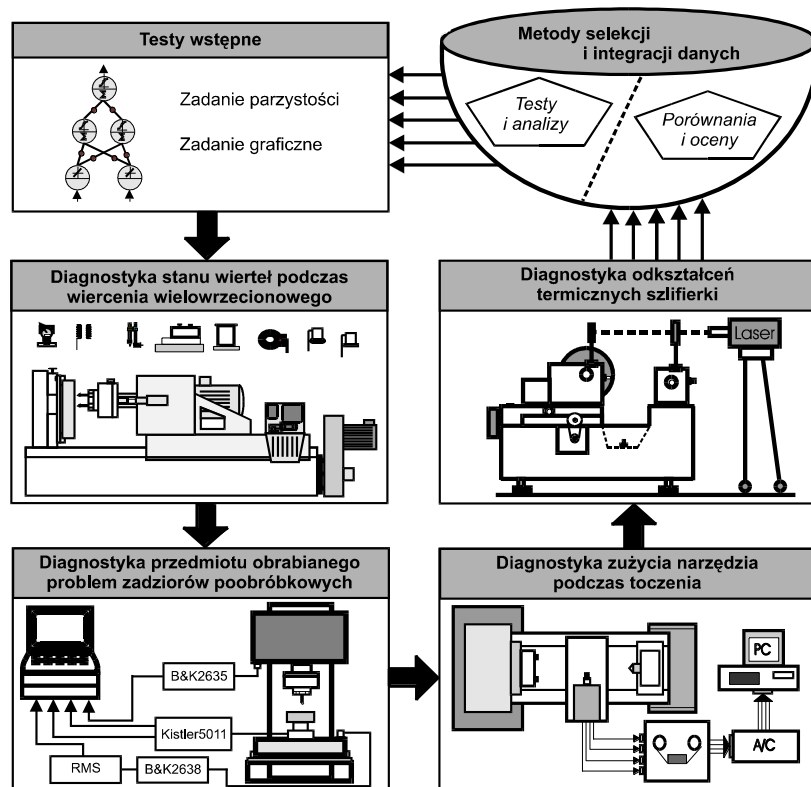 Testy wstępne
Zadanie parzystości
Zadanie graficzne
Metody selekcji
i integracji danych
Testy
i analizy
Porównania
i oceny
Diagnostyka stanu wierteł podczas
wiercenia wielowrzecionowego
Diagnostyka odkształceń
termicznych szlifierki
Laser
Diagnostyka przedmiotu obrabianego
problem zadziorów poobróbkowych
B&K2635
Kistler5011
RMS
B&K2638
Diagnostyka zużycia narzędzia
podczas toczenia
PC
A/C